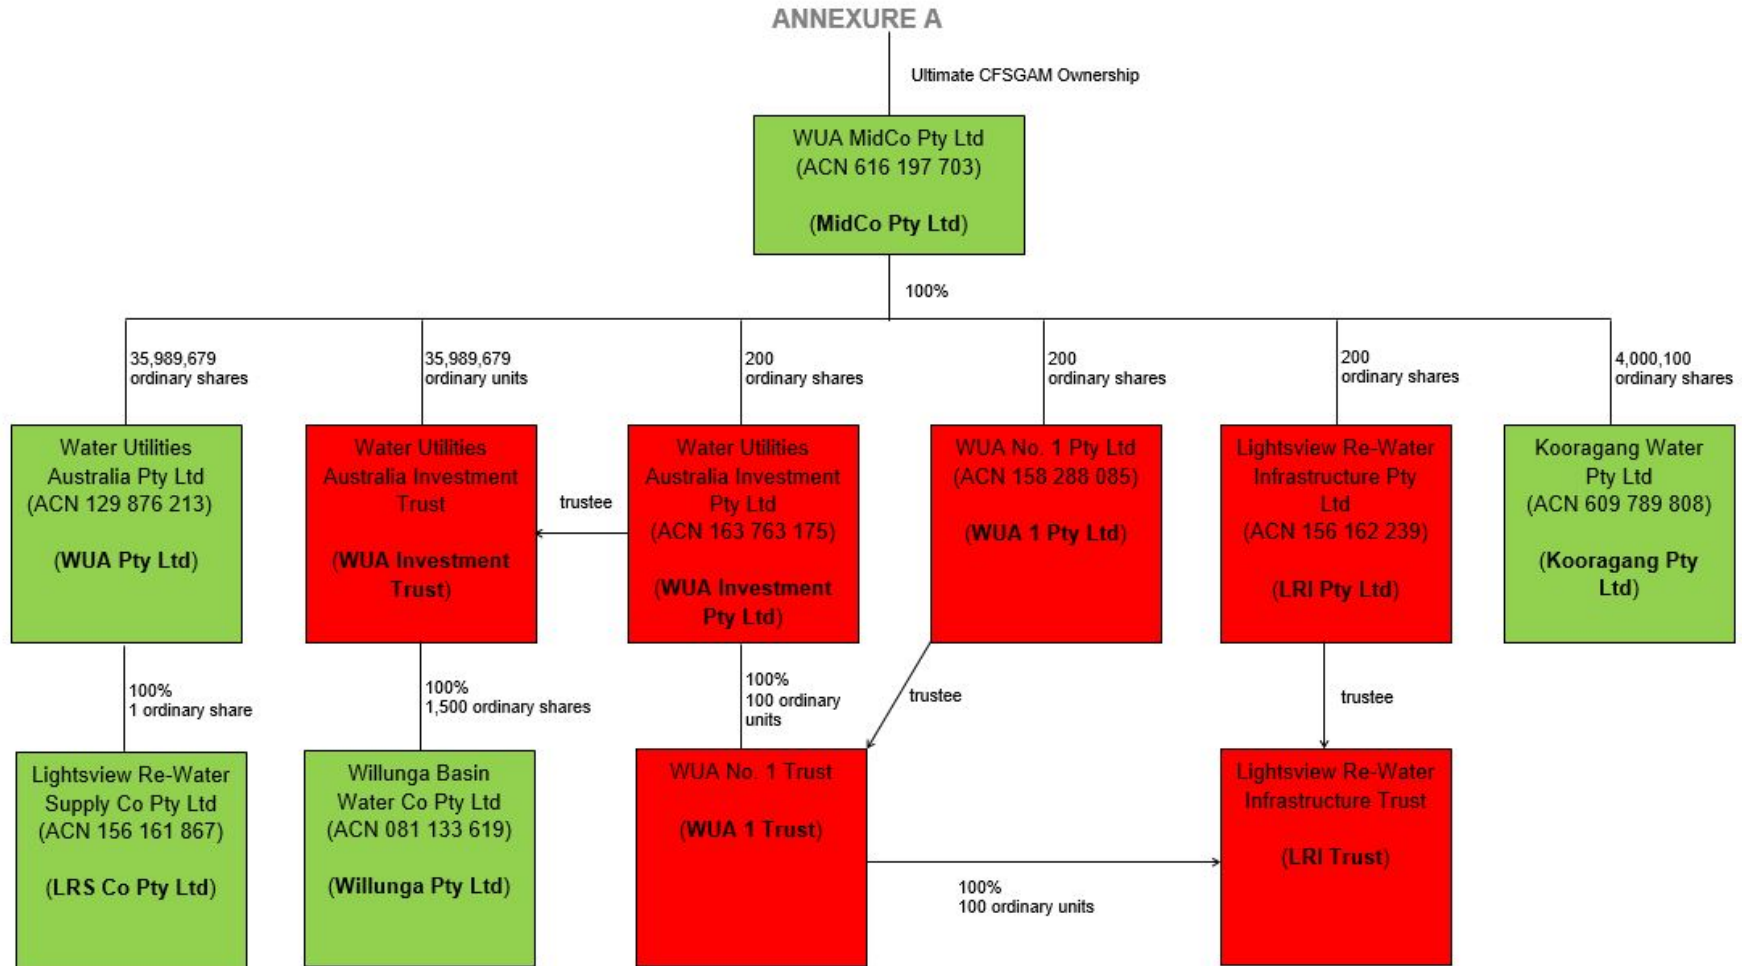 ANNEXURE A
Ultimate CFSGAM Ownership
WUA MidCo Pty Ltd
(ACN 616 197 703)
(MidCo Pty Ltd)
100%
35,989,679
ordinary shares
35,989,679
ordinary units
200
ordinary shares
200
ordinary shares
200
ordinary shares
4,000,100
ordinary shares
Water Utilities
Australia Pty Ltd
(ACN 129 876 213)
(WUA Pty Ltd)
Water Utilities
Australia Investment
Trust
(WUA Investment
Trust)
trustee
Water Utilities
Australia Investment
Pty Ltd
(ACN 163 763 175)
(WUA Investment
Pty Ltd)
WUA No. 1 Pty Ltd
(ACN 158 288 085)
(WUA 1 Pty Ltd)
Lightsview Re-Water
Infrastructure Pty
Ltd
(ACN 156 162 239)
(LRI Pty Ltd)
Kooragang Water
Pty Ltd
(ACN 609 789 808)
(Kooragang Pty
Ltd)
100%
1 ordinary share
100%
1,500 ordinary shares
100%
100 ordinary
units
trustee
trustee
Lightsview Re-Water
Supply Co Pty Ltd
(ACN 156 161 867)
(LRS Co Pty Ltd)
Willunga Basin
Water Co Pty Ltd
(ACN 081 133 619)
(Willunga Pty Ltd)
WUA No. 1 Trust
(WUA 1 Trust)
100%
100 ordinary units
Lightsview Re-Water
Infrastructure Trust
(LRI Trust)